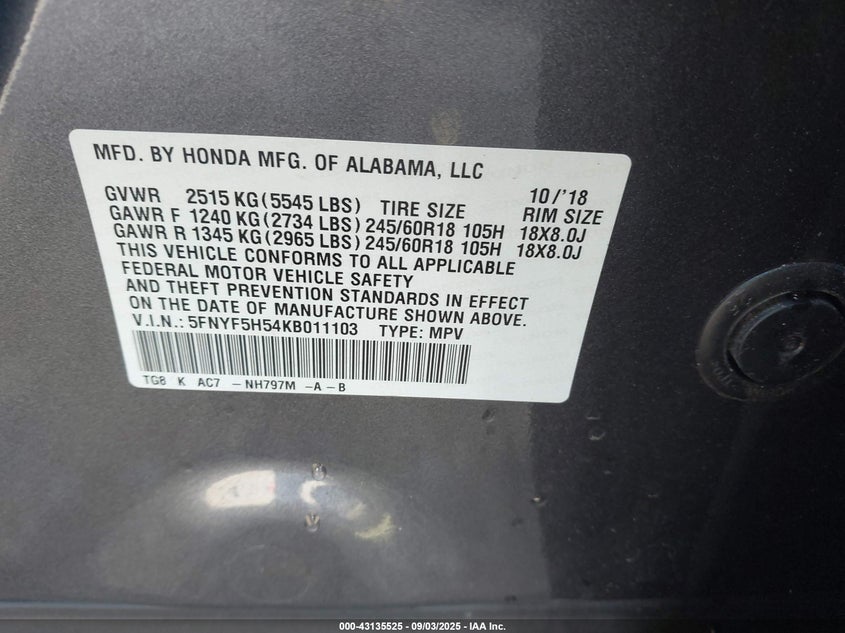 MFD. BY HONDA MFG. OF ALABAMA, LLC
10/'18
GVWR 2515 KG (5545 LBS) TIRE SIZE RIM SIZE
GAWR F 1240 KG (2734 LBS) 245/60R18 105H 18X8.0J
GAWR R 1345 KG (2965 LBS) 245/60R18 105H 18X8.0J
THIS VEHICLE CONFORMS TO ALL APPLICABLE
FEDERAL MOTOR VEHICLE SAFETY
AND THEFT PREVENTION STANDARDS IN EFFECT
ON THE DATE OF MANUFACTURE SHOWN ABOVE.
V.I.N.: 5FNYF5H54KB011103 TYPE: MPV
TG8 K AC7 -NH797M -A-B
000-43135525 - 09/03/2025 - IAA Inc.